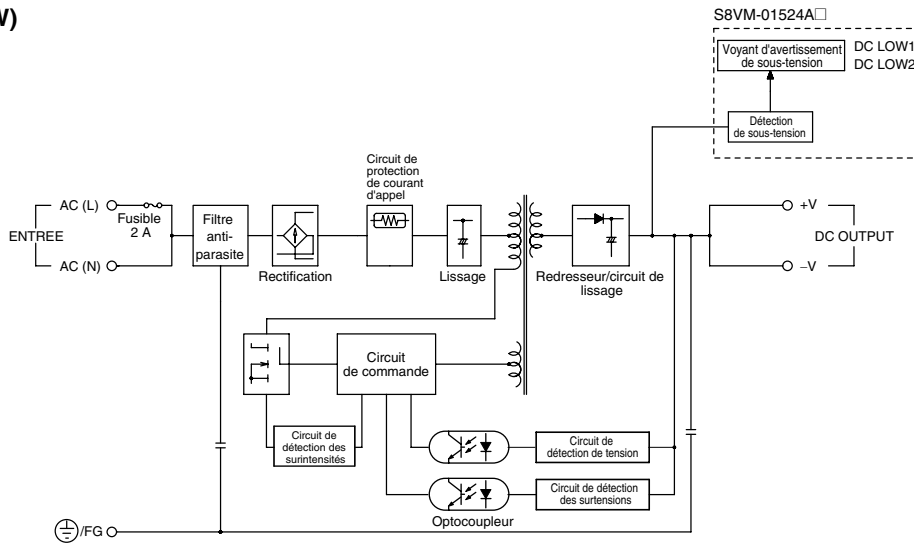 W)
S8VM-01524A□
Voyant d'avertissement
de sous-tension
DC LOW1
DC LOW2
Détection
de sous-tension
Circuit de
protection
de courant
d'appel
AC (L)
Fusible
2 A
ENTREE
AC (N)
Filtre
anti-
parasite
Rectification
Lissage
Redresseur/circuit de
lissage
+V
DC OUTPUT
–V
Circuit
de commande
Circuit de
détection des
surintensités
Circuit de
détection de tension
Circuit de détection
des surtensions
Optocoupleur
/FG